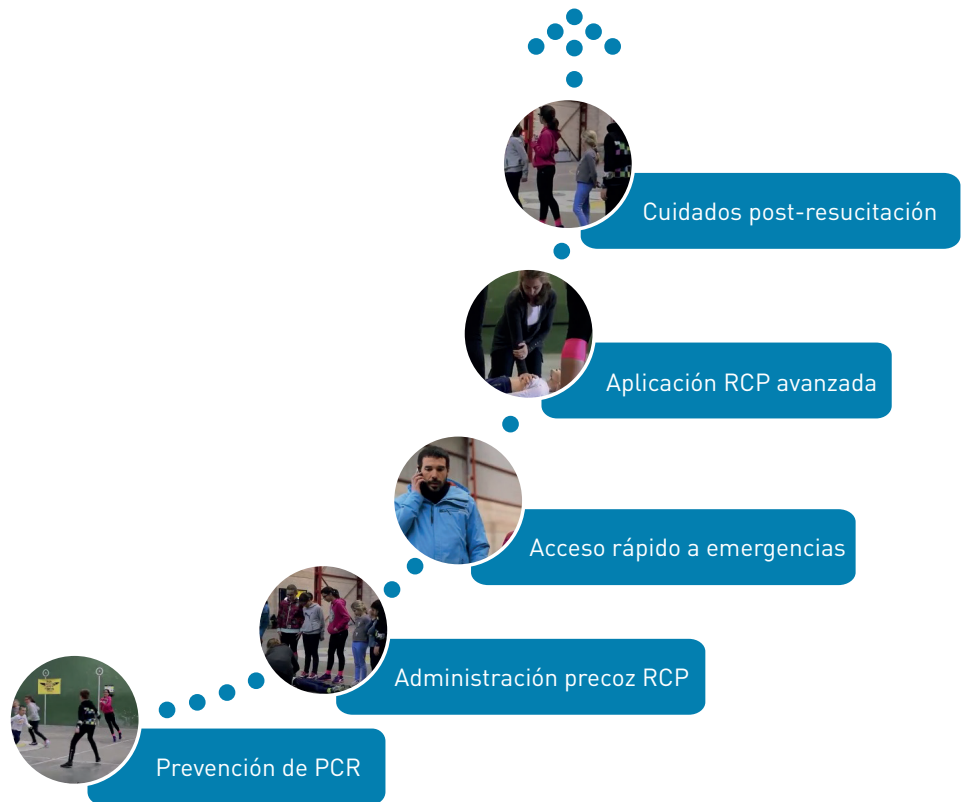 Cuidados post-resucitación
Aplicación RCP avanzada
Acceso rápido a emergencias
Administración precoz RCP
Prevención de PCR